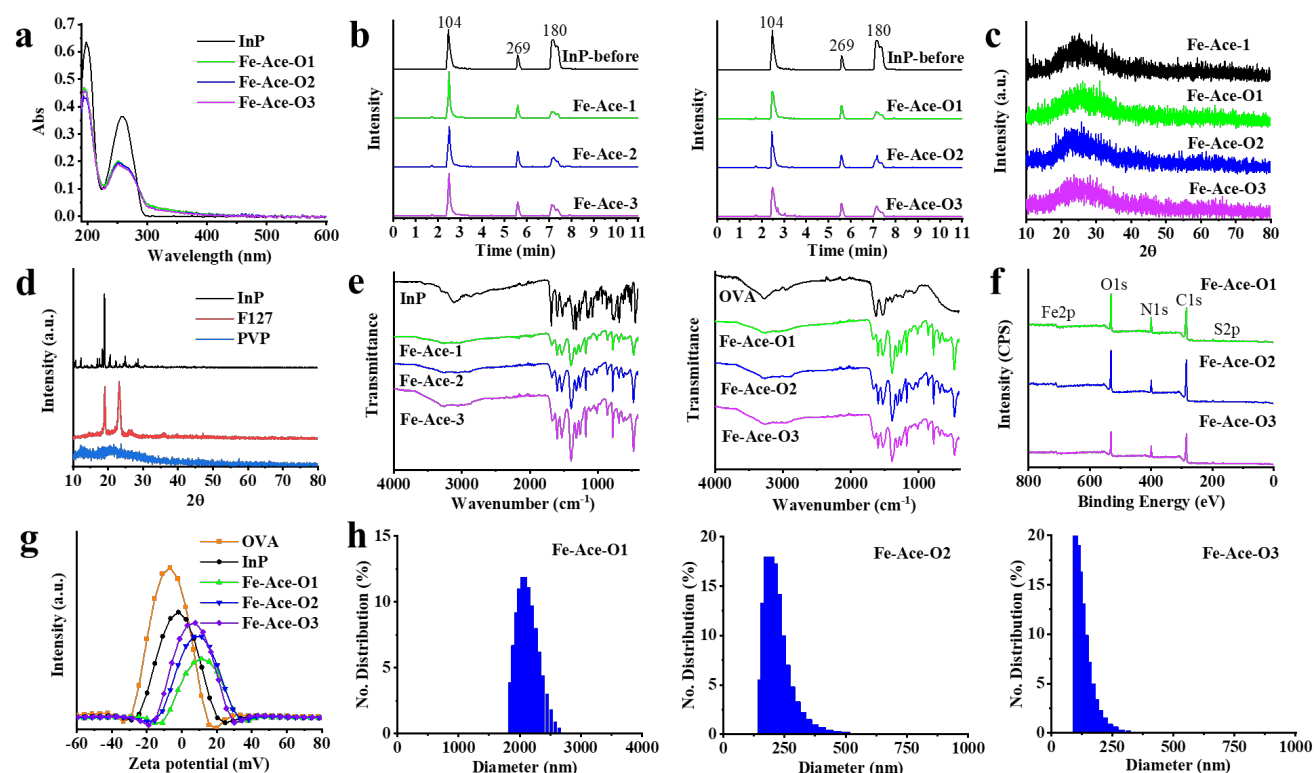 a
0.7
0.6
0.5
0.4
0.3
0.2
0.1
0.0
Abs
InP
Fe-Ace-O1
Fe-Ace-O2
Fe-Ace-O3
200 300 400 500 600
Wavelength (nm)
b
104
269
180
InP-before
Fe-Ace-1
Fe-Ace-2
Fe-Ace-3
Intensity
0 1 2 3 4 5 6 7 8 9 10 11
Time (min)
104
269
180
InP-before
Fe-Ace-O1
Fe-Ace-O2
Fe-Ace-O3
Intensity
0 1 2 3 4 5 6 7 8 9 10 11
Time (min)
c
Fe-Ace-1
Fe-Ace-O1
Fe-Ace-O2
Fe-Ace-O3
Intensity (a.u.)
10 20 30 40 50 60 70 80
2θ
d
InP
F127
PVP
Intensity (a.u.)
10 20 30 40 50 60 70 80
2θ
e
InP
Fe-Ace-1
Fe-Ace-2
Fe-Ace-3
Transmittance
4000 3000 2000 1000
Wavenumber (cm⁻¹)
OVA
Fe-Ace-O1
Fe-Ace-O2
Fe-Ace-O3
Transmittance
4000 3000 2000 1000
Wavenumber (cm⁻¹)
f
Fe-Ace-O1
O1s
Fe2p
N1s
C1s
S2p
Fe-Ace-O2
Fe-Ace-O3
Intensity (CPS)
800 600 400 200 0
Binding Energy (eV)
g
OVA
InP
Fe-Ace-O1
Fe-Ace-O2
Fe-Ace-O3
Intensity (a.u.)
-60 -40 -20 0 20 40 60 80
Zeta potential (mV)
h
15
10
5
0
No. Distribution (%)
Fe-Ace-O1
0 1000 2000 3000 4000
Diameter (nm)
20
15
10
5
0
No. Distribution (%)
Fe-Ace-O2
0 250 500 750 1000
Diameter (nm)
20
15
10
5
0
No. Distribution (%)
Fe-Ace-O3
0 250 500 750 1000
Diameter (nm)